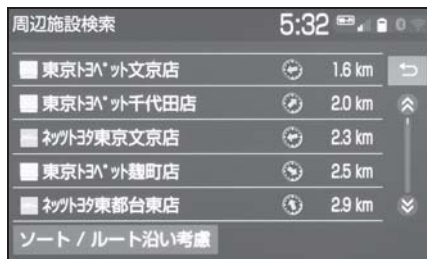 周辺施設検索 5:32
東京トヨペット文京店 1.6 km
東京トヨペット千代田店 2.0 km
ネッツトヨタ東京文京店 2.3 km
東京トヨペット麹町店 2.5 km
ネッツトヨタ東都台東店 2.9 km
ソート / ルート沿い考慮